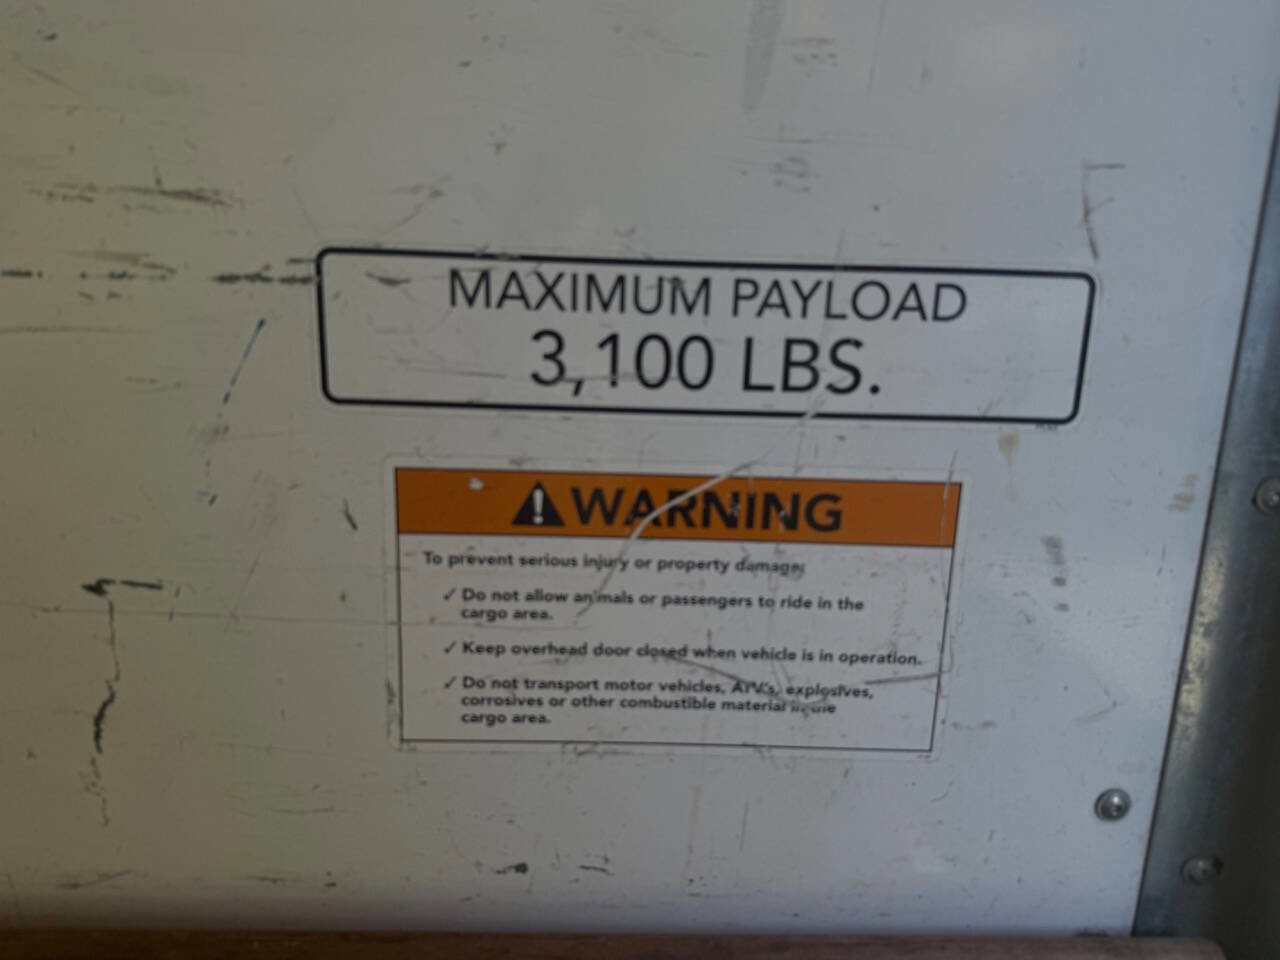 MAXIMUM PAYLOAD
3,100 LBS.
WARNING
To prevent serious injury or property damage:
✓ Do not allow animals or passengers to ride in the
cargo area.
✓ Keep overhead door closed when vehicle is in operation.
✓ Do not transport motor vehicles, ATV's, explosives,
corrosives or other combustible material in the
cargo area.